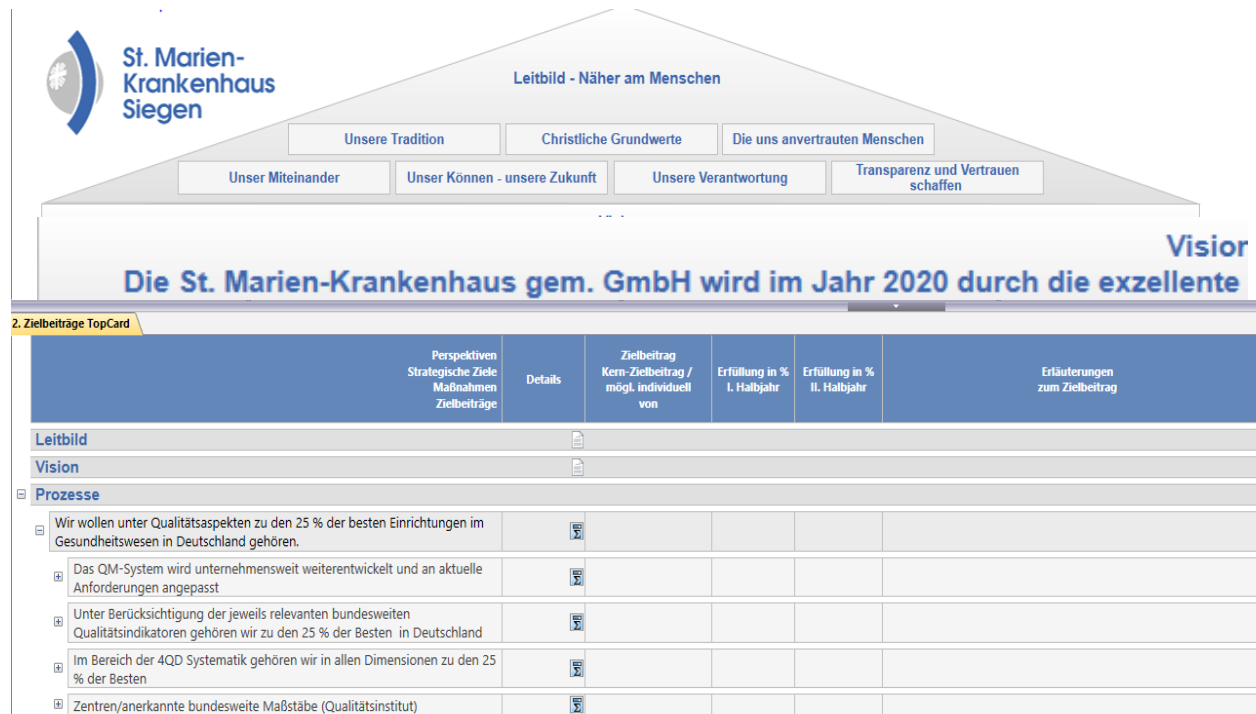 St. Marien-
Krankenhaus
Siegen
Leitbild - Näher am Menschen
Unsere Tradition
Christliche Grundwerte
Die uns anvertrauten Menschen
Unser Miteinander
Unser Können - unsere Zukunft
Unsere Verantwortung
Transparenz und Vertrauen
schaffen
Vision
Die St. Marien-Krankenhaus gem. GmbH wird im Jahr 2020 durch die exzellente
2. Zielbeiträge TopCard
Perspektiven
Strategische Ziele
Maßnahmen
Zielbeiträge
Details
Zielbeitrag
Kern-Zielbeitrag /
mögl. individuell
von
Erfüllung in %
I. Halbjahr
Erfüllung in %
II. Halbjahr
Erläuterungen
zum Zielbeitrag
Leitbild
Vision
Prozesse
Wir wollen unter Qualitätsaspekten zu den 25 % der besten Einrichtungen im
Gesundheitswesen in Deutschland gehören.
Das QM-System wird unternehmensweit weiterentwickelt und an aktuelle
Anforderungen angepasst
Unter Berücksichtigung der jeweils relevanten bundesweiten
Qualitätsindikatoren gehören wir zu den 25 % der Besten in Deutschland
Im Bereich der 4QD Systematik gehören wir in allen Dimensionen zu den 25
% der Besten
Zentren/anerkannte bundesweite Maßstäbe (Qualitätsinstitut)